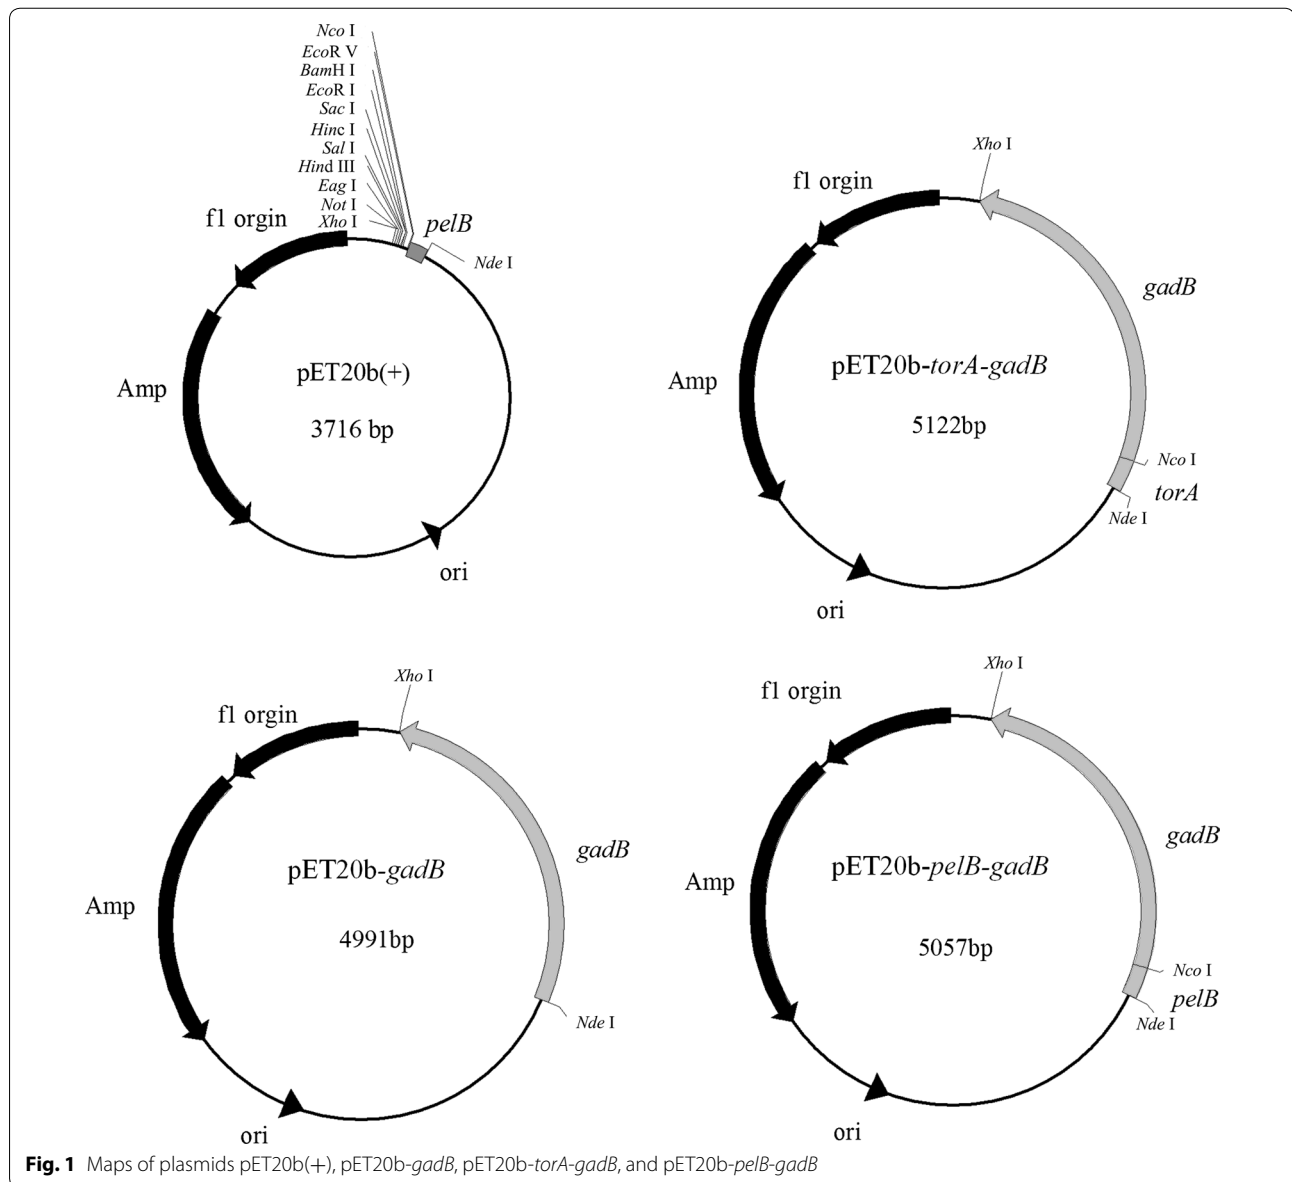 Nco I
EcoR V
BamH I
EcoR I
Sac I
Hinc I
Sal I
Hind III
Eag I
Not I
Xho I
f1 orgin
pelB
Nde I
Amp
pET20b(+)
3716 bp
ori
Xho I
f1 orgin
gadB
Amp
pET20b-torA-gadB
5122bp
Nco I
torA
Nde I
ori
Xho I
f1 orgin
gadB
pET20b-gadB
Amp
4991bp
Nde I
ori
Xho I
f1 orgin
gadB
pET20b-pelB-gadB
Amp
5057bp
Nco I
pelB
Nde I
ori
Fig. 1 Maps of plasmids pET20b(+), pET20b-gadB, pET20b-torA-gadB, and pET20b-pelB-gadB